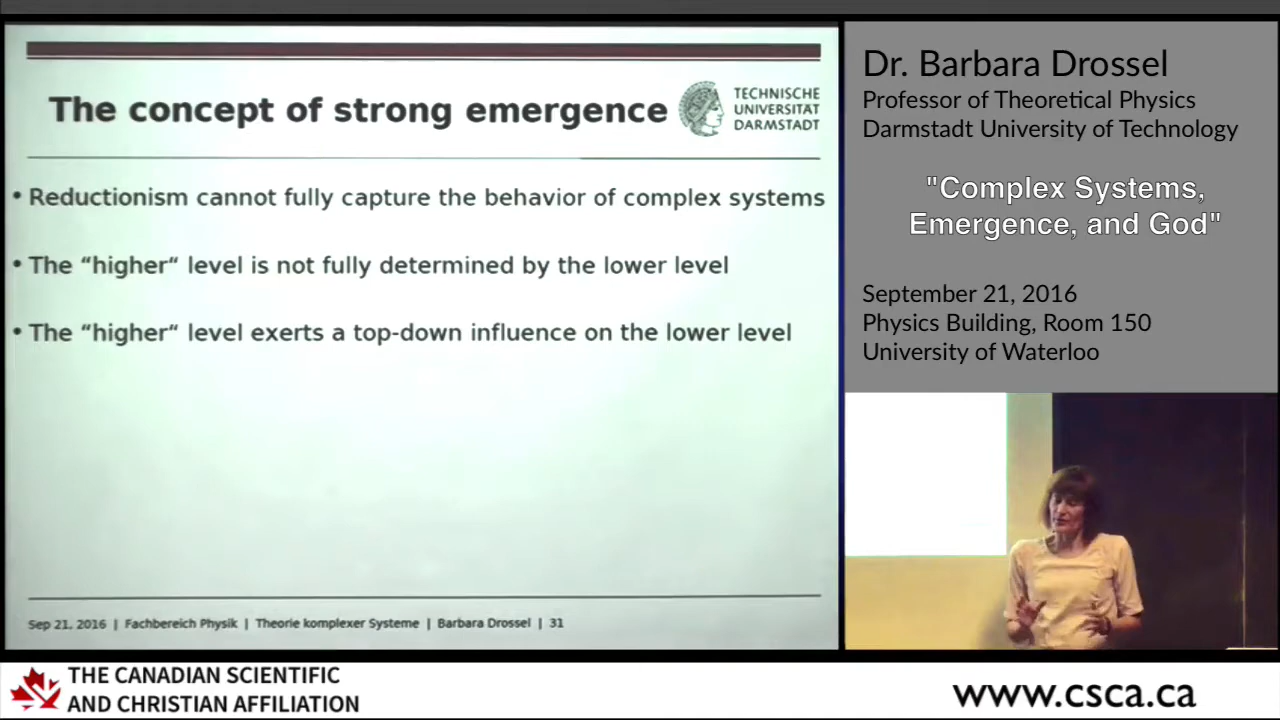 The concept of strong emergence
TECHNISCHE
UNIVERSITÄT
DARMSTADT
• Reductionism cannot fully capture the behavior of complex systems
• The “higher“ level is not fully determined by the lower level
• The “higher“ level exerts a top-down influence on the lower level
Sep 21, 2016 | Fachbereich Physik | Theorie komplexer Systeme | Barbara Drossel | 31
Dr. Barbara Drossel
Professor of Theoretical Physics
Darmstadt University of Technology
"Complex Systems,
Emergence, and God"
September 21, 2016
Physics Building, Room 150
University of Waterloo
THE CANADIAN SCIENTIFIC
AND CHRISTIAN AFFILIATION
www.csca.ca